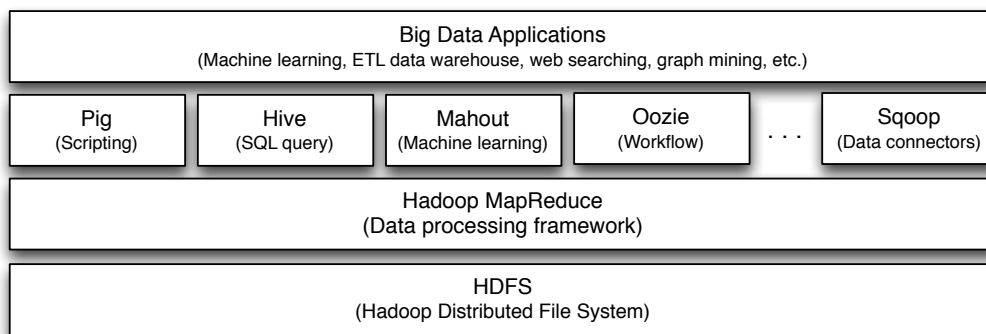 Big Data Applications
(Machine learning, ETL data warehouse, web searching, graph mining, etc.)
Pig
(Scripting)
Hive
(SQL query)
Mahout
(Machine learning)
Oozie
(Workflow)
. . .
Sqoop
(Data connectors)
Hadoop MapReduce
(Data processing framework)
HDFS
(Hadoop Distributed File System)